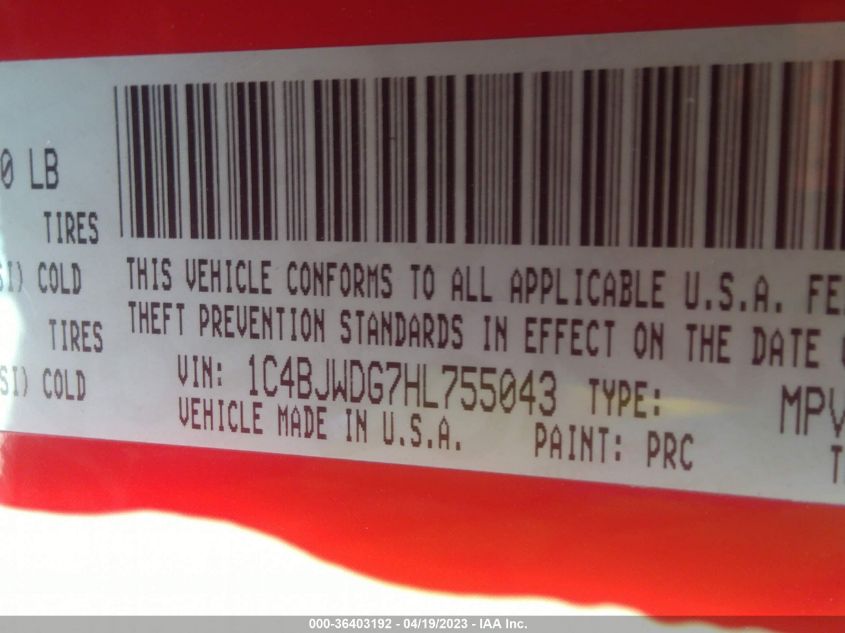 0 LB
TIRES
SI) COLD
TIRES
SI) COLD
THIS VEHICLE CONFORMS TO ALL APPLICABLE U.S.A. FE
THEFT PREVENTION STANDARDS IN EFFECT ON THE DATE
VIN: 1C4BJWDG7HL755043 TYPE: MPV
VEHICLE MADE IN U.S.A. PAINT: PRC T
000-36403192 - 04/19/2023 - IAA Inc.